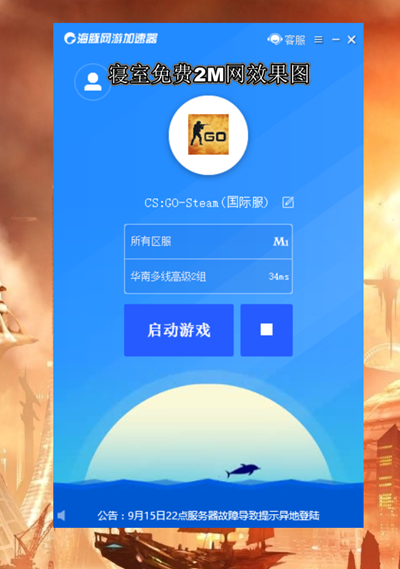 海豚网游加速器
客服
寝室免费2M网效果图
GO
CS:GO-Steam(国际服)
所有区服 M1
华南多线高级2组 34ms
启动游戏
公告：9月15日22点服务器故障导致提示异地登陆